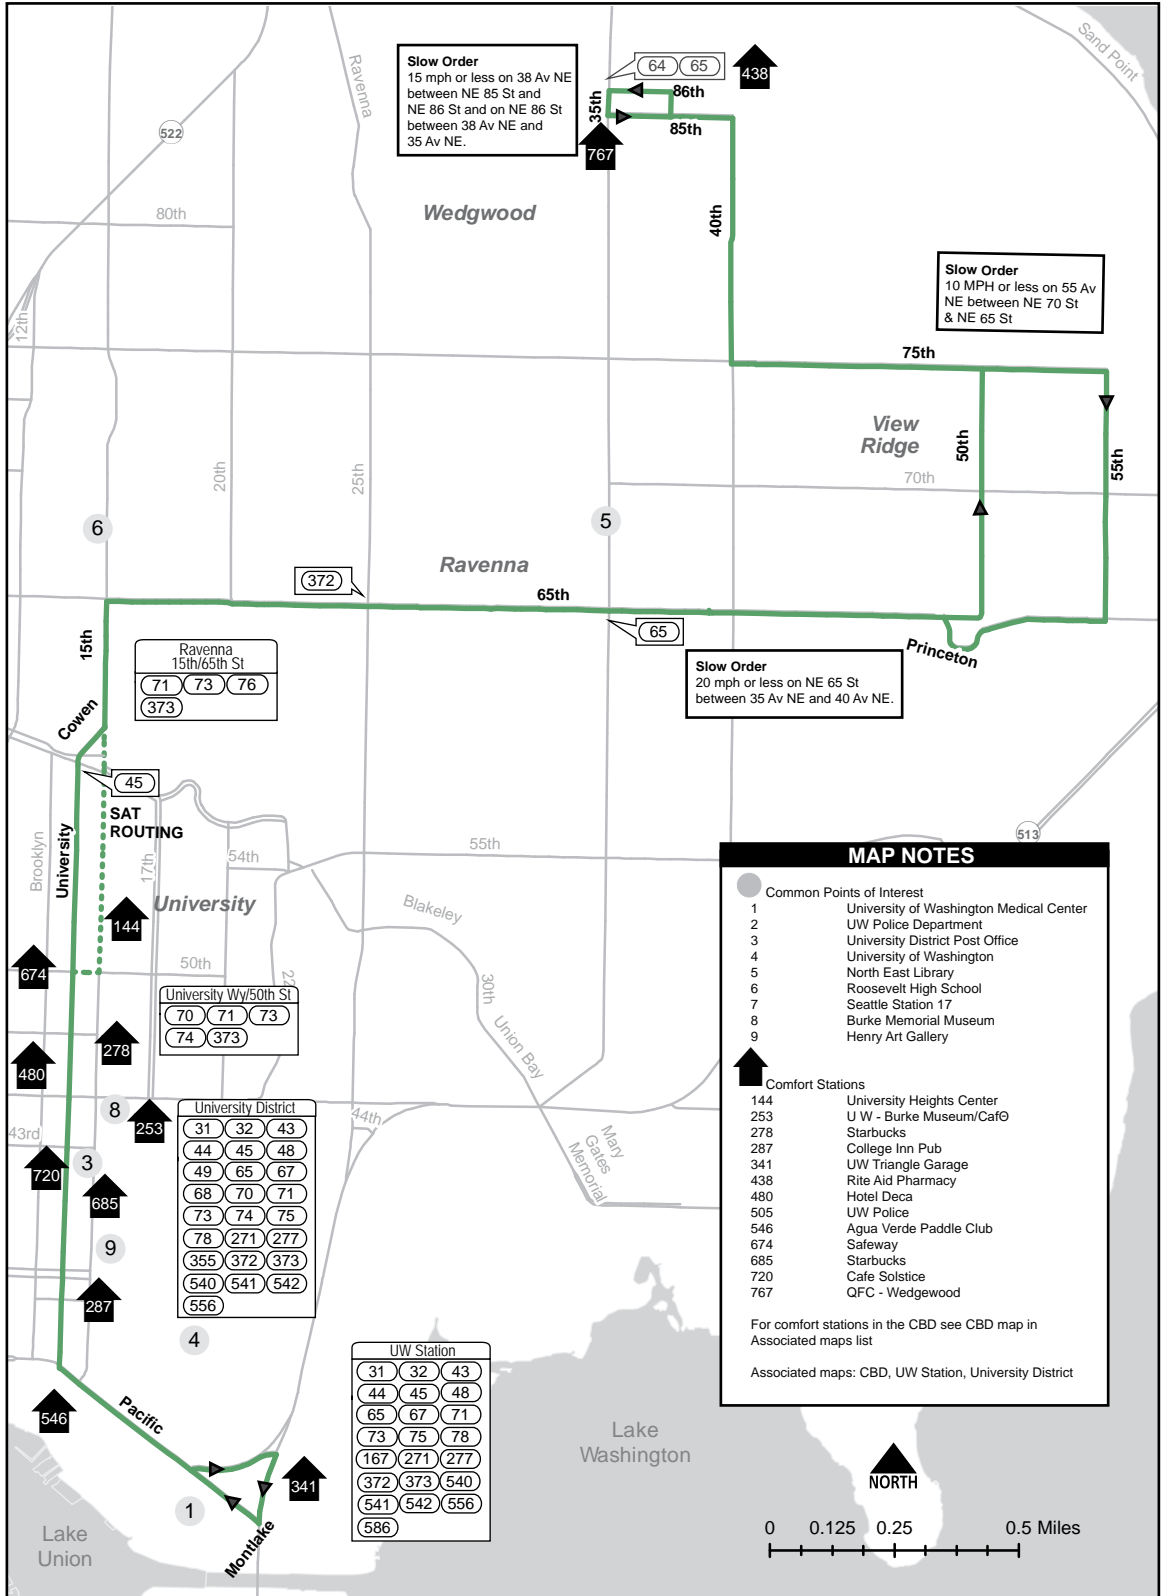 Slow Order
15 mph or less on 38 Av NE
between NE 85 St and
NE 86 St and on NE 86 St
between 38 Av NE and
35 Av NE.
64 65
438
Sand Point
Ravenna
522
35th
86th
85th
767
80th
Wedgwood
40th
Slow Order
10 MPH or less on 55 Av
NE between NE 70 St
& NE 65 St
12th
75th
View
Ridge
20th
25th
50th
55th
70th
6
5
Ravenna
372
65th
15th
65
Princeton
Ravenna
15th/65th St
71 73 76
373
Slow Order
20 mph or less on NE 65 St
between 35 Av NE and 40 Av NE.
Cowen
45
SAT
ROUTING
Brooklyn
University
17th
54th
55th
513
University
Blakeley
144
674
50th
22
30th
Union Bay
University Wy/50th St
70 71 73
74 373
278
480
8
253
43rd
44th
Mary
Gates
Memorial
University District
31 32 43
44 45 48
49 65 67
68 70 71
73 74 75
78 271 277
355 372 373
540 541 542
556
720
3
685
9
287
4
UW Station
31 32 43
44 45 48
65 67 71
73 75 78
167 271 277
372 373 540
541 542 556
586
546
Pacific
341
1
Montlake
Lake
Union
Lake
Washington
MAP NOTES
Common Points of Interest
1 University of Washington Medical Center
2 UW Police Department
3 University District Post Office
4 University of Washington
5 North East Library
6 Roosevelt High School
7 Seattle Station 17
8 Burke Memorial Museum
9 Henry Art Gallery
Comfort Stations
144 University Heights Center
253 U W - Burke Museum/CafΘ
278 Starbucks
287 College Inn Pub
341 UW Triangle Garage
438 Rite Aid Pharmacy
480 Hotel Deca
505 UW Police
546 Agua Verde Paddle Club
674 Safeway
685 Starbucks
720 Cafe Solstice
767 QFC - Wedgewood
For comfort stations in the CBD see CBD map in
Associated maps list
Associated maps: CBD, UW Station, University District
NORTH
0 0.125 0.25 0.5 Miles